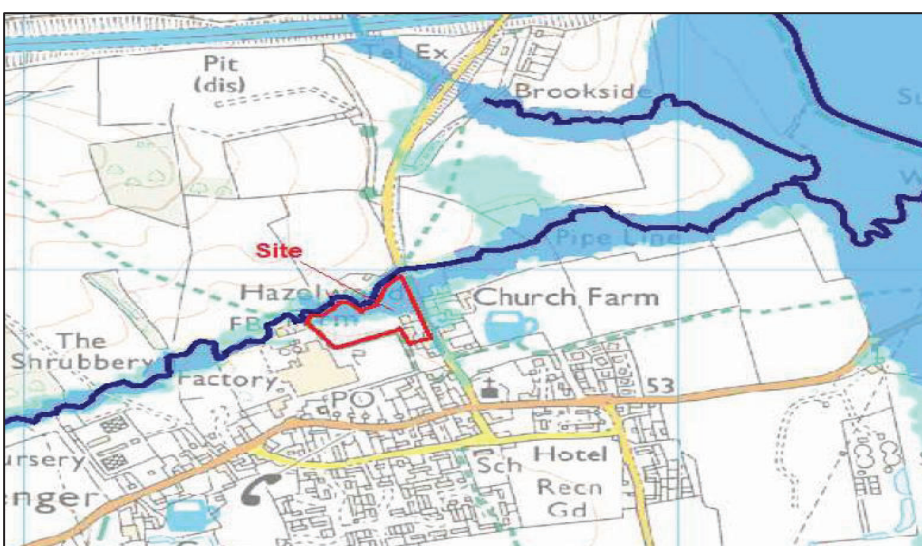 Pit
(dis)
Tel Ex
Brookside
Pipe Line
Site
Hazelwood
Church Farm
FB
The
Shrubbery
Factory
PO
53
ursery
enger
Sch
Hotel
Recn
Gd